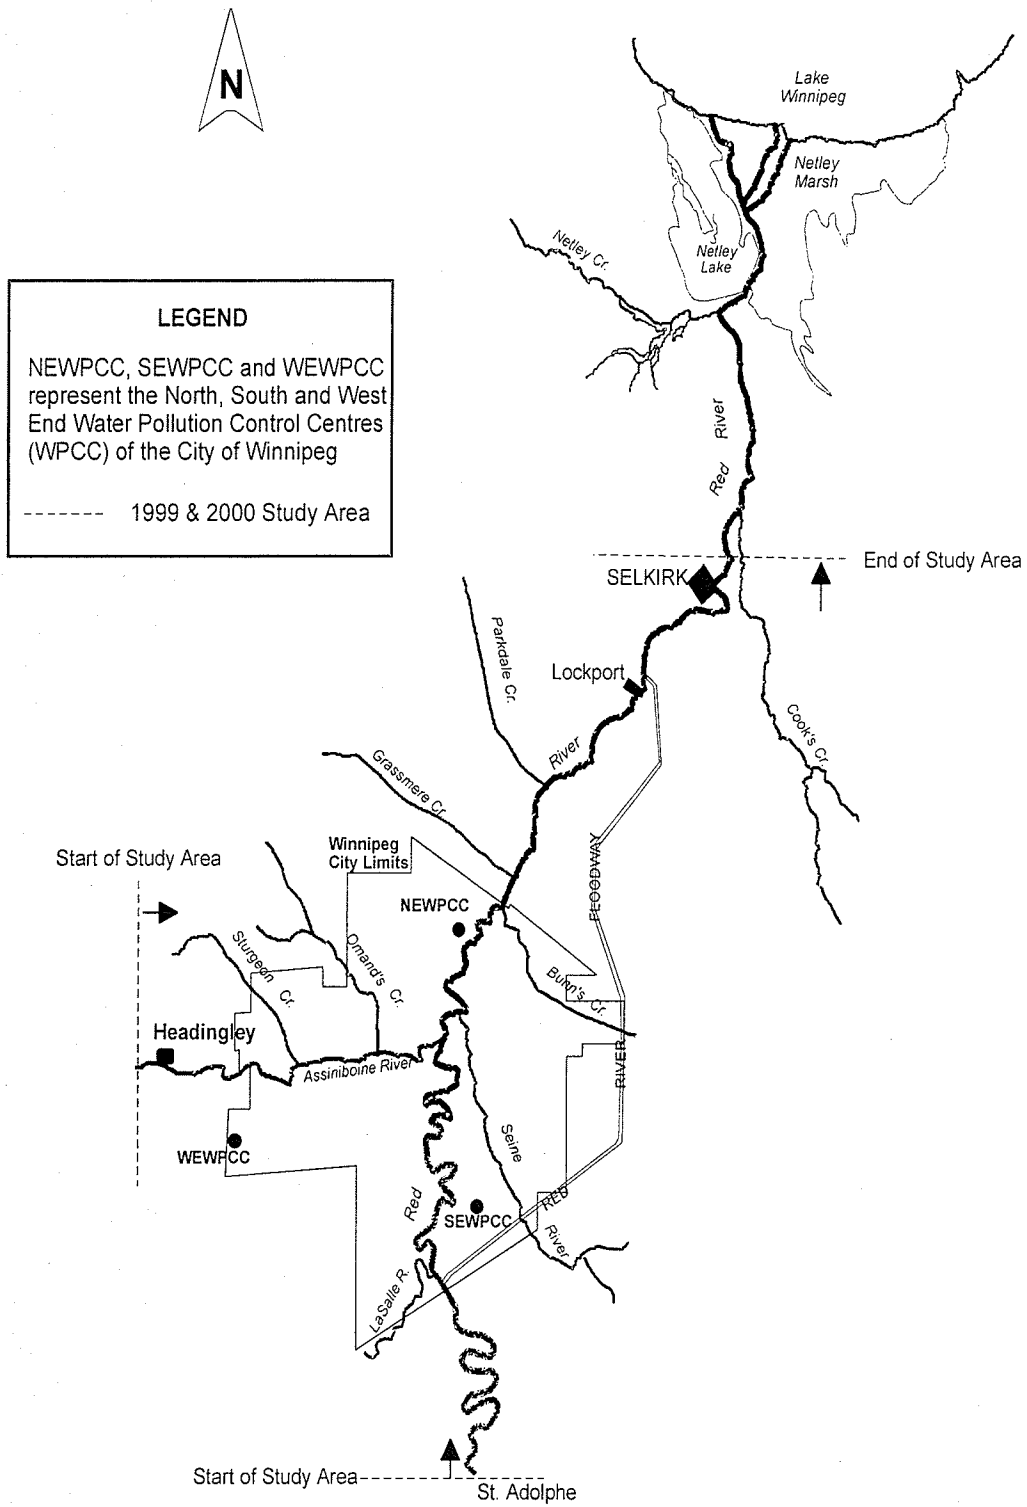 N
Lake
Winnipeg
Netley
Marsh
Netley Cr.
Netley
Lake
LEGEND
NEWPCC, SEWPCC and WEWPCC
represent the North, South and West
End Water Pollution Control Centres
(WPCC) of the City of Winnipeg
1999 & 2000 Study Area
Red River
End of Study Area
SELKIRK
Parkdale Cr.
Lockport
Cook's Cr.
River
Grassmere Cr.
Winnipeg
City Limits
Start of Study Area
FLOODWAY
NEWPCC
Sturgeon Cr.
Omand's Cr.
Bunn's Cr.
Headingley
Assiniboine River
RIVER
WEWPCC
Seine
Red
SEWPCC
RED
River
LaSalle R.
Start of Study Area
St. Adolphe